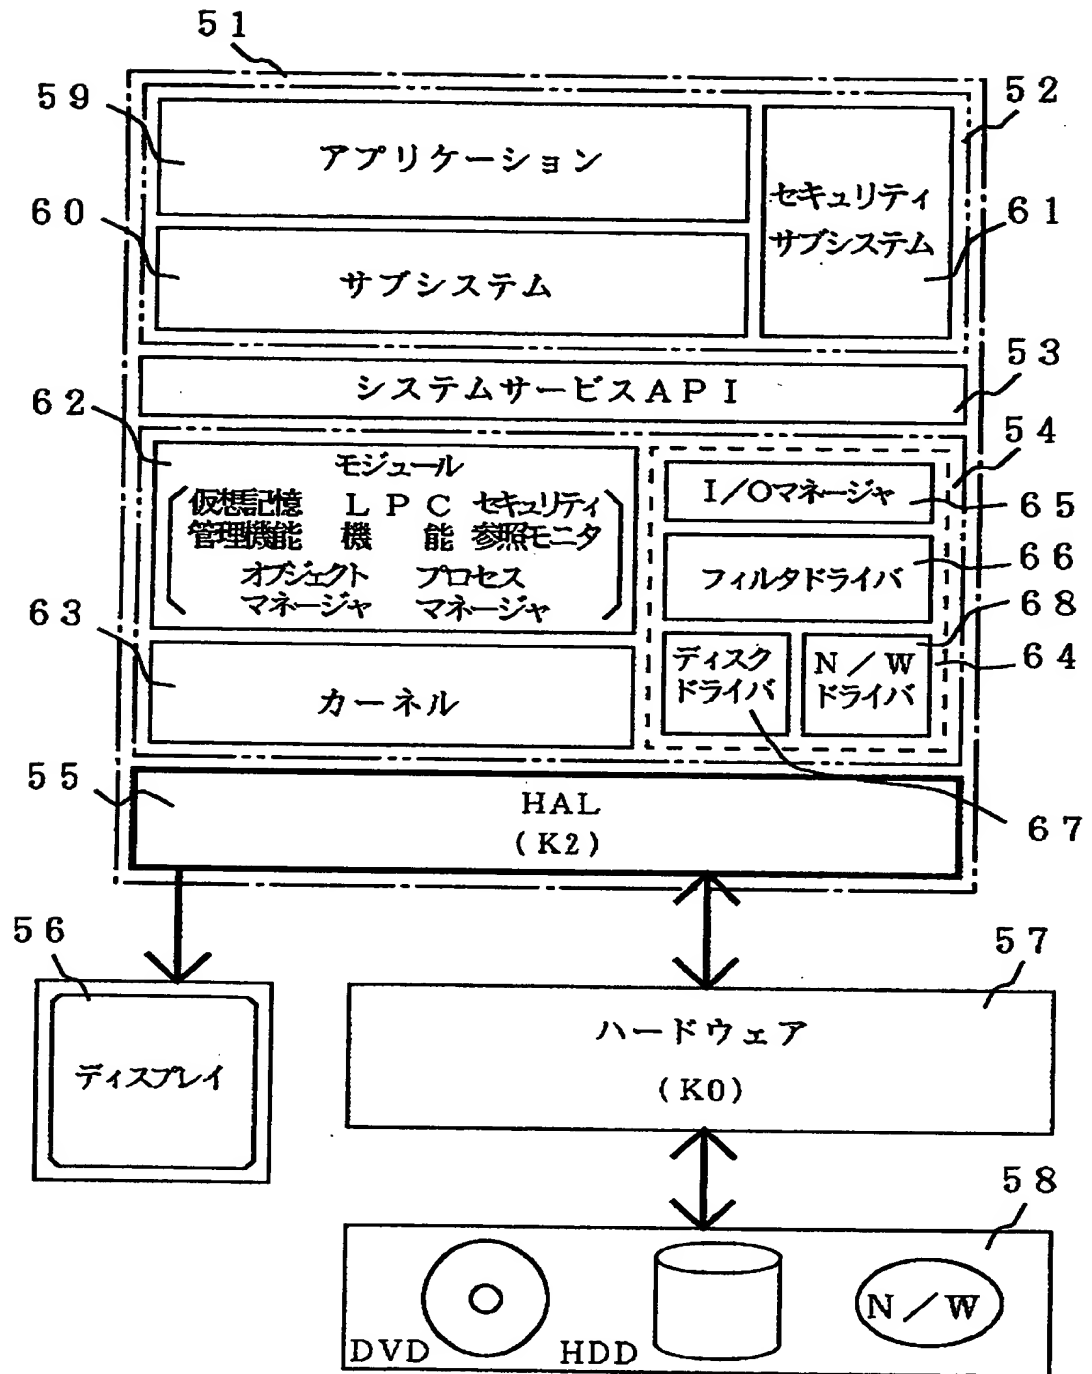 ５１
５９
５２
アプリケーション
セキュリティ
サブシステム
６０
６１
サブシステム
５３
システムサービスＡＰＩ
６２
５４
モジュール
仮想記憶 ＬＰＣ セキュリティ
管理機能 機能 参照モニタ
オブジェクト プロセス
マネージャ マネージャ
Ｉ／Ｏマネージャ
６５
フィルタドライバ
６６
６８
６３
カーネル
ディスク
ドライバ
Ｎ／Ｗ
ドライバ
６４
５５
HAL
(K2)
６７
５６
ディスプレイ
５７
ハードウェア
(K0)
５８
DVD
HDD
Ｎ／Ｗ